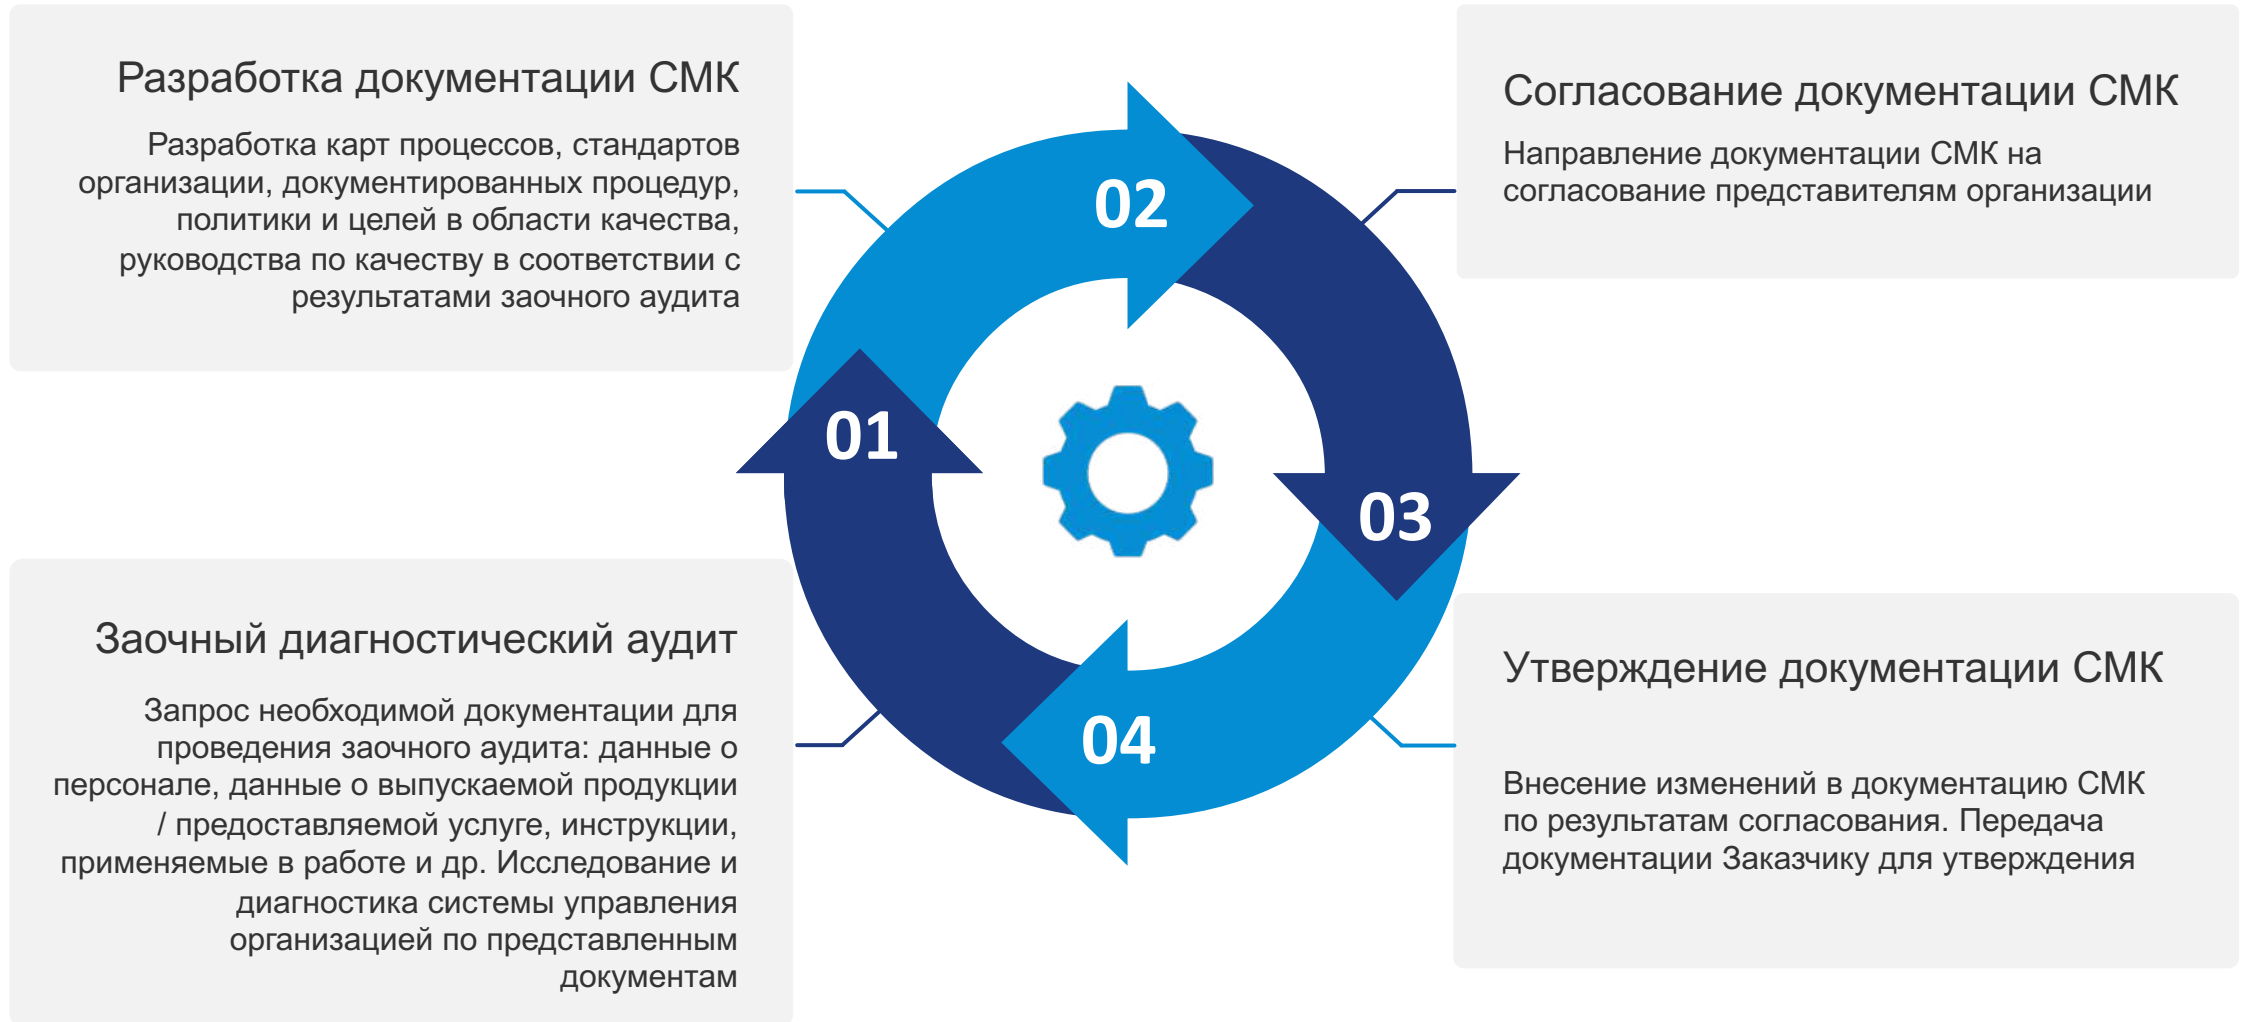 Разработка документации СМК
Разработка карт процессов, стандартов
организации, документированных процедур,
политики и целей в области качества,
руководства по качеству в соответствии с
результатами заочного аудита
Согласование документации СМК
Направление документации СМК на
согласование представителям организации
02
01
03
04
Заочный диагностический аудит
Запрос необходимой документации для
проведения заочного аудита: данные о
персонале, данные о выпускаемой продукции
/ предоставляемой услуге, инструкции,
применяемые в работе и др. Исследование и
диагностика системы управления
организацией по представленным
документам
Утверждение документации СМК
Внесение изменений в документацию СМК
по результатам согласования. Передача
документации Заказчику для утверждения